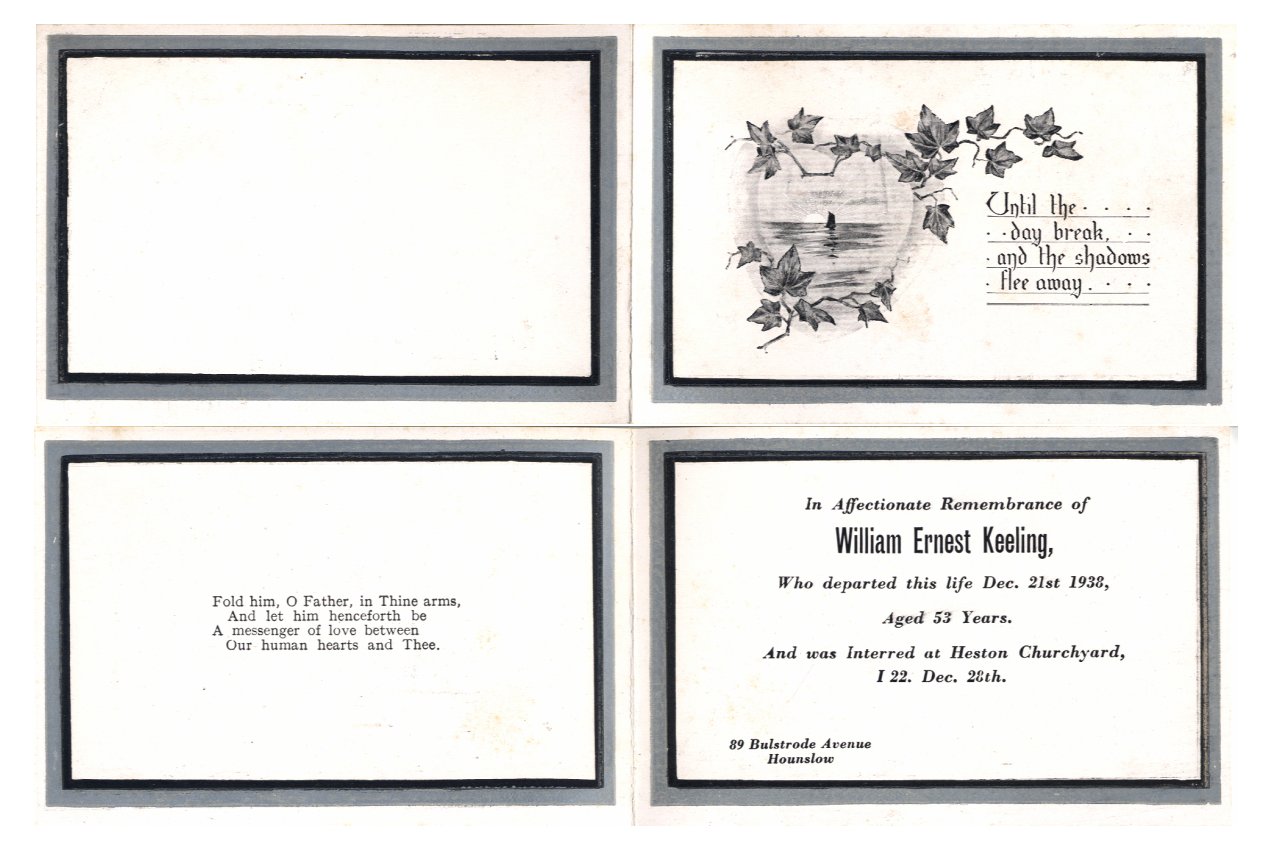 Until the . . . .
. . day break, . .
. and the shadows
. flee away . . . .
Fold him, O Father, in Thine arms,
And let him henceforth be
A messenger of love between
Our human hearts and Thee.
In Affectionate Remembrance of
William Ernest Keeling,
Who departed this life Dec. 21st 1938,
Aged 53 Years.
And was Interred at Heston Churchyard,
I 22. Dec. 28th.
89 Bulstrode Avenue
Hounslow